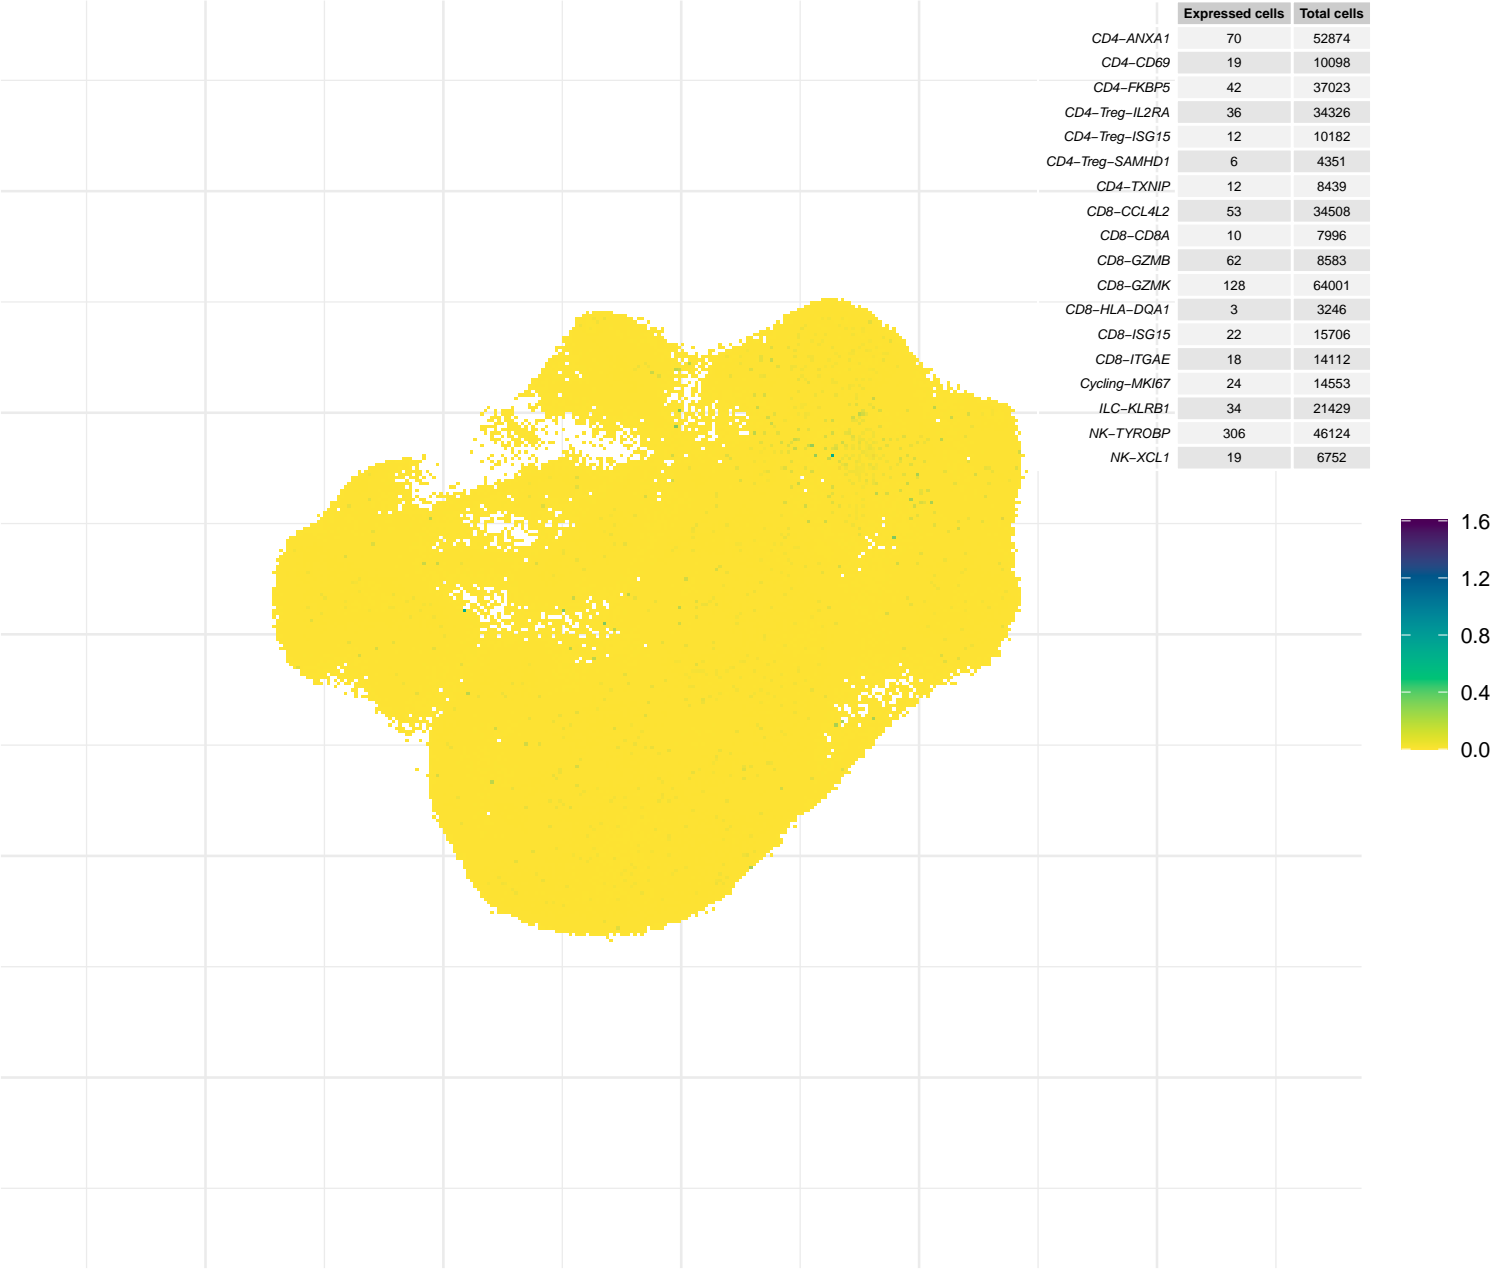 Expressed cells Total cells
CD4−ANXA1 70 52874
CD4−CD69 19 10098
CD4−FKBP5 42 37023
CD4−Treg−IL2RA 36 34326
CD4−Treg−ISG15 12 10182
CD4−Treg−SAMHD1 6 4351
CD4−TXNIP 12 8439
CD8−CCL4L2 53 34508
CD8−CD8A 10 7996
CD8−GZMB 62 8583
CD8−GZMK 128 64001
CD8−HLA−DQA1 3 3246
CD8−ISG15 22 15706
CD8−ITGAE 18 14112
Cycling−MKI67 24 14553
ILC−KLRB1 34 21429
NK−TYROBP 306 46124
NK−XCL1 19 6752
1.6
1.2
0.8
0.4
0.0